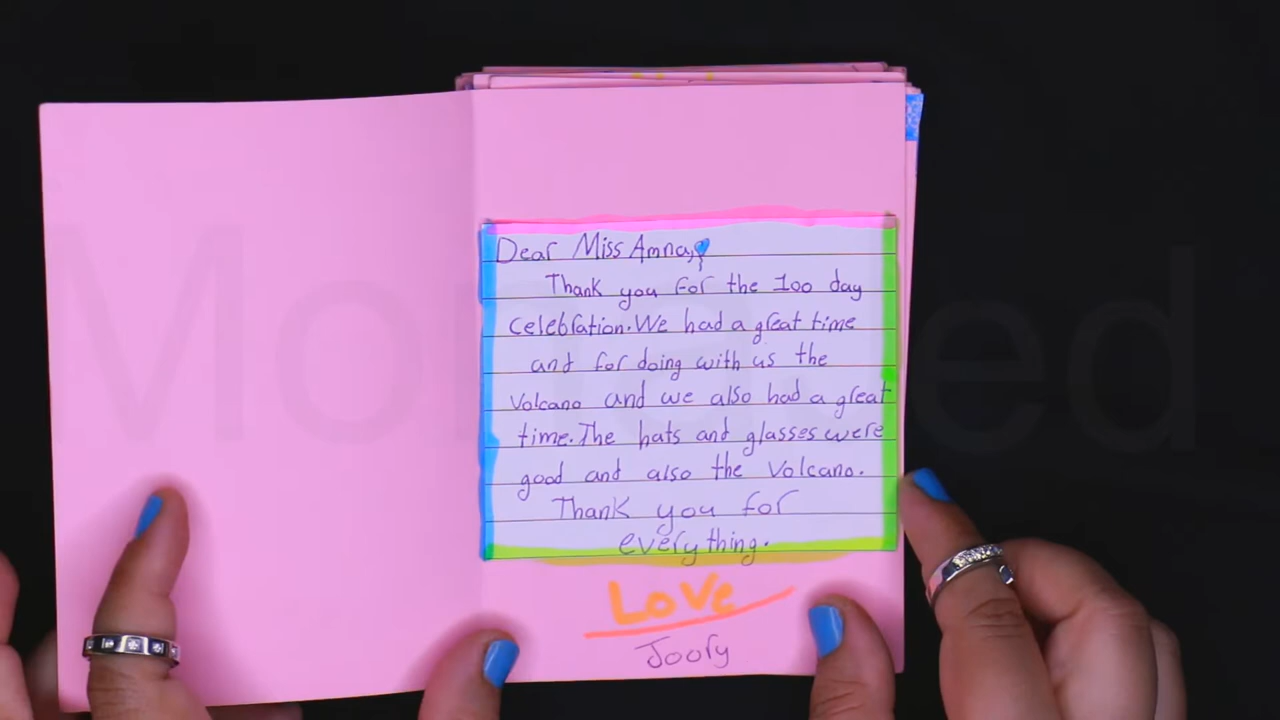 Dear Miss Amna,
Thank you for the 100 day
celebration. We had a great time
and for doing with us the
Volcano and we also had a great
time. The hats and glasses were
good and also the Volcano.
Thank you for
everything.
Love
Joory